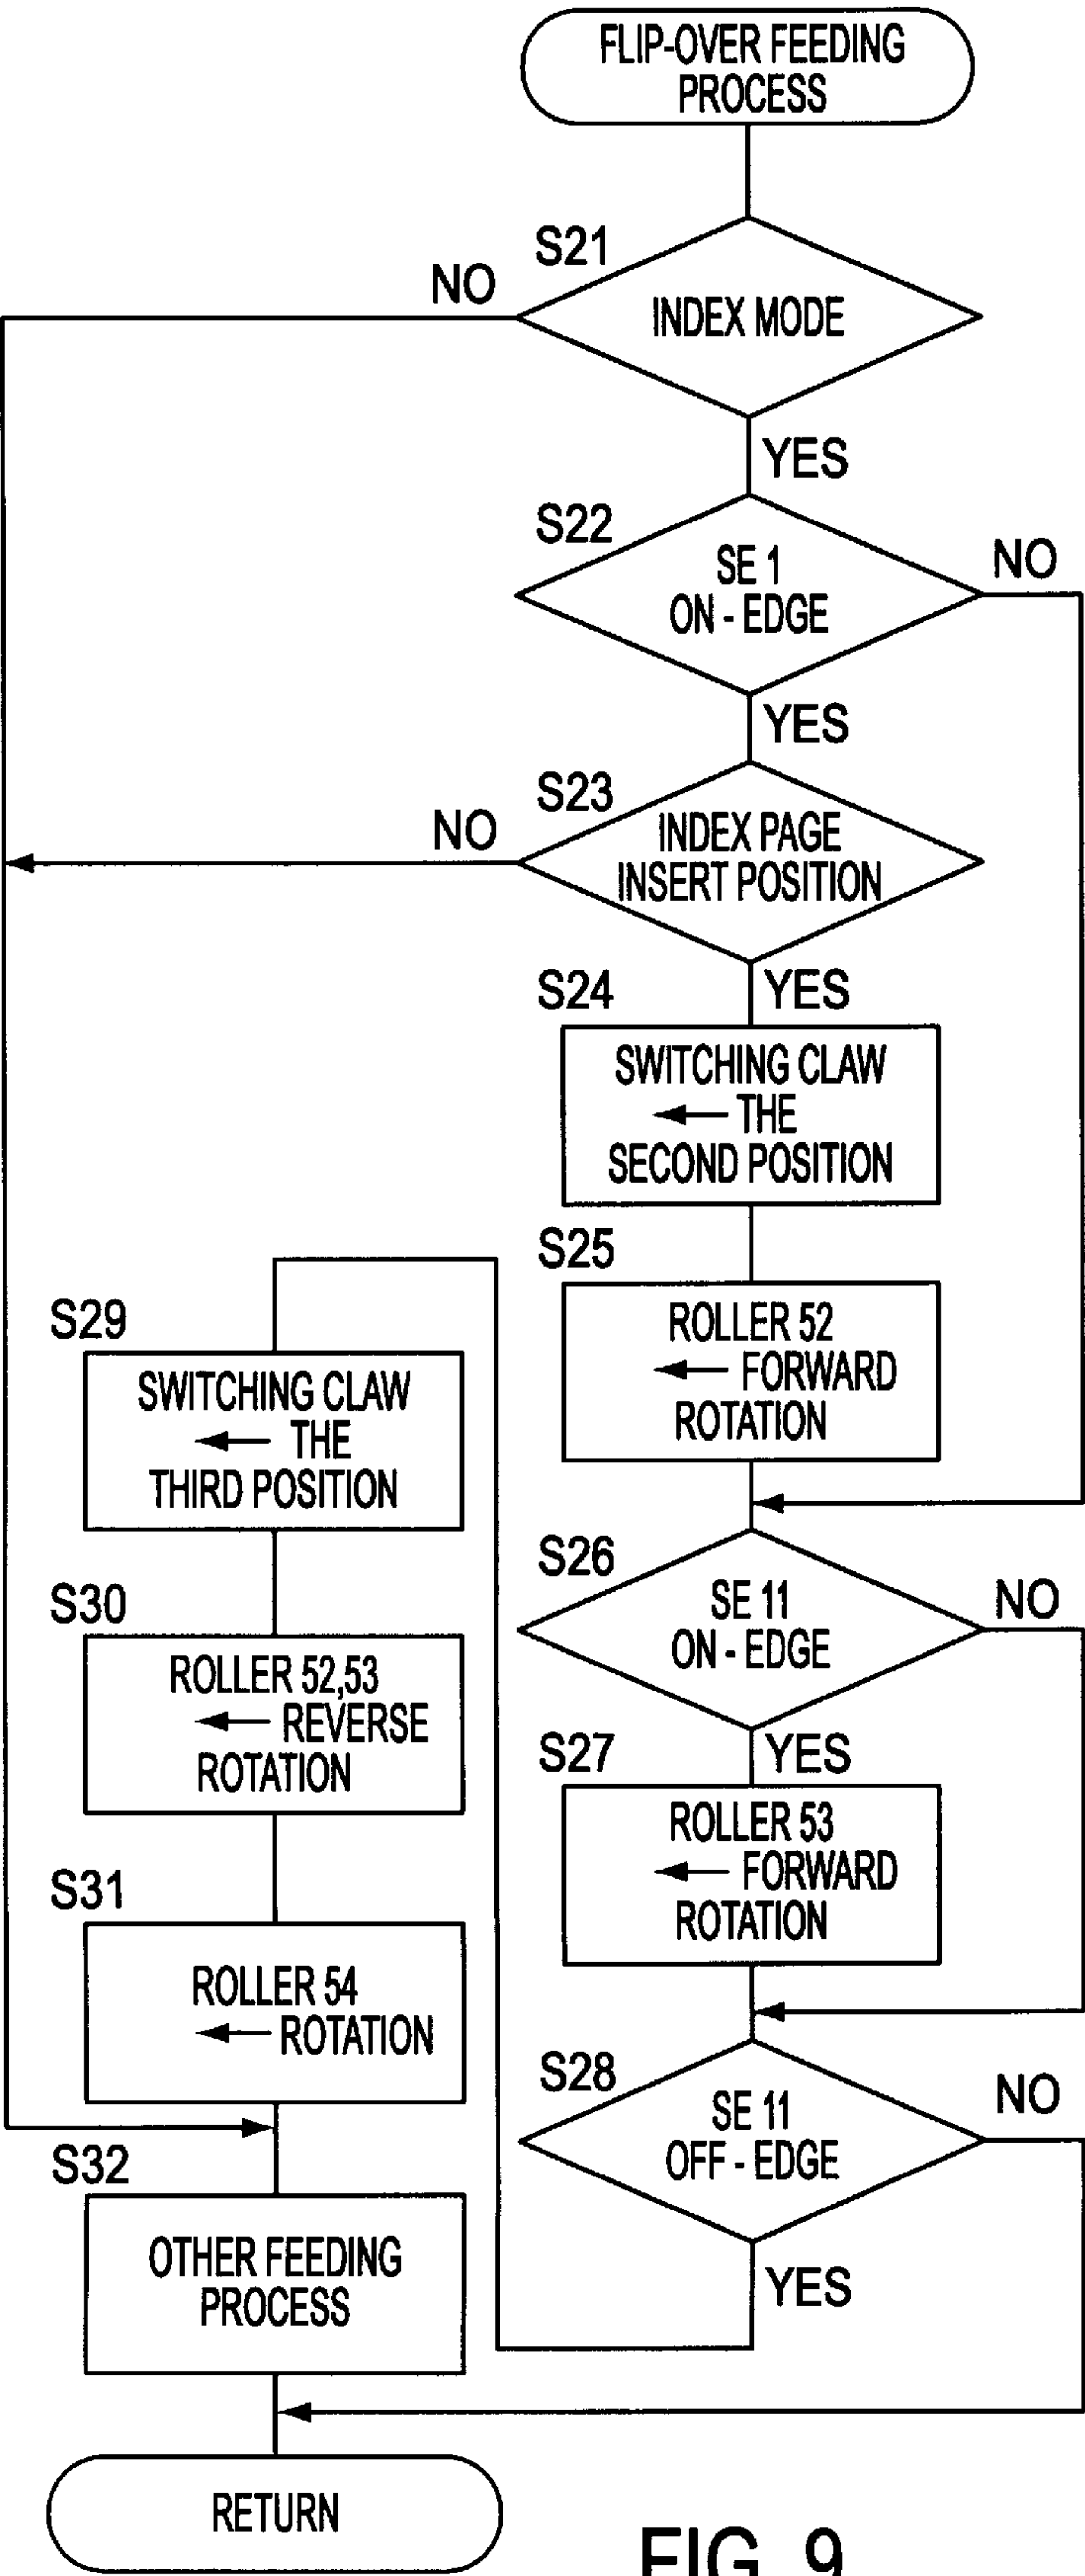 FLIP-OVER FEEDING
PROCESS
S21
NO
INDEX MODE
YES
S22
SE 1
ON - EDGE
NO
YES
S23
NO
INDEX PAGE
INSERT POSITION
YES
S24
SWITCHING CLAW
← THE
SECOND POSITION
S25
ROLLER 52
← FORWARD
ROTATION
S26
SE 11
ON - EDGE
NO
YES
S27
ROLLER 53
← FORWARD
ROTATION
S28
SE 11
OFF - EDGE
NO
YES
S29
SWITCHING CLAW
← THE
THIRD POSITION
S30
ROLLER 52,53
← REVERSE
ROTATION
S31
ROLLER 54
← ROTATION
S32
OTHER FEEDING
PROCESS
RETURN
FIG. 9